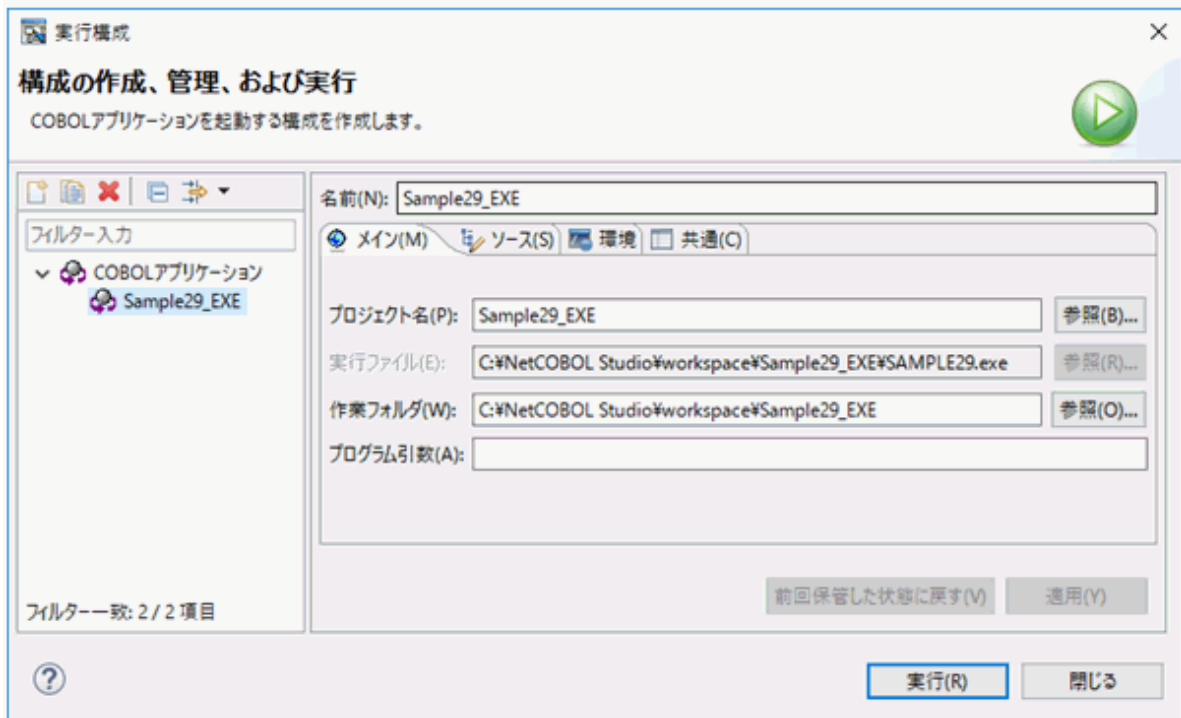 実行構成
構成の作成、管理、および実行
COBOLアプリケーションを起動する構成を作成します。
フィルター入力
COBOLアプリケーション
Sample29_EXE
フィルター一致: 2 / 2 項目
名前(N): Sample29_EXE
メイン(M) ソース(S) 環境 共通(C)
プロジェクト名(P): Sample29_EXE 参照(B)...
実行ファイル(E): C:¥NetCOBOL Studio¥workspace¥Sample29_EXE¥SAMPLE29.exe 参照(R)...
作業フォルダ(W): C:¥NetCOBOL Studio¥workspace¥Sample29_EXE 参照(O)...
プログラム引数(A):
前回保管した状態に戻す(V) 適用(Y)
実行(R) 閉じる